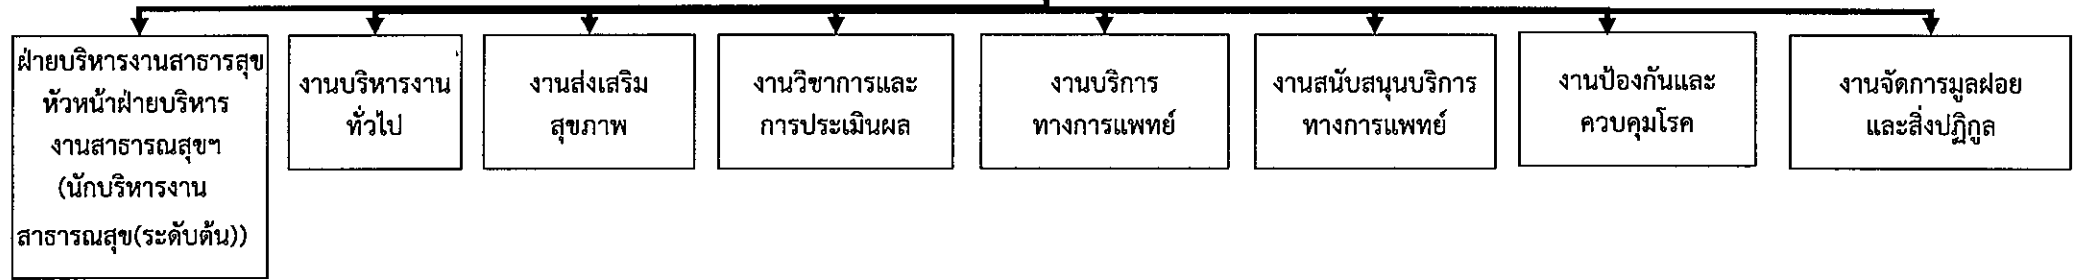 ฝ่ายบริหารงานสาธารสุข
หัวหน้าฝ่ายบริหาร
งานสาธารณสุขฯ
(นักบริหารงาน
สาธารณสุข(ระดับต้น))
งานบริหารงาน
ทั่วไป
งานส่งเสริม
สุขภาพ
งานวิชาการและ
การประเมินผล
งานบริการ
ทางการแพทย์
งานสนับสนุนบริการ
ทางการแพทย์
งานป้องกันและ
ควบคุมโรค
งานจัดการมูลฝอย
และสิ่งปฏิกูล